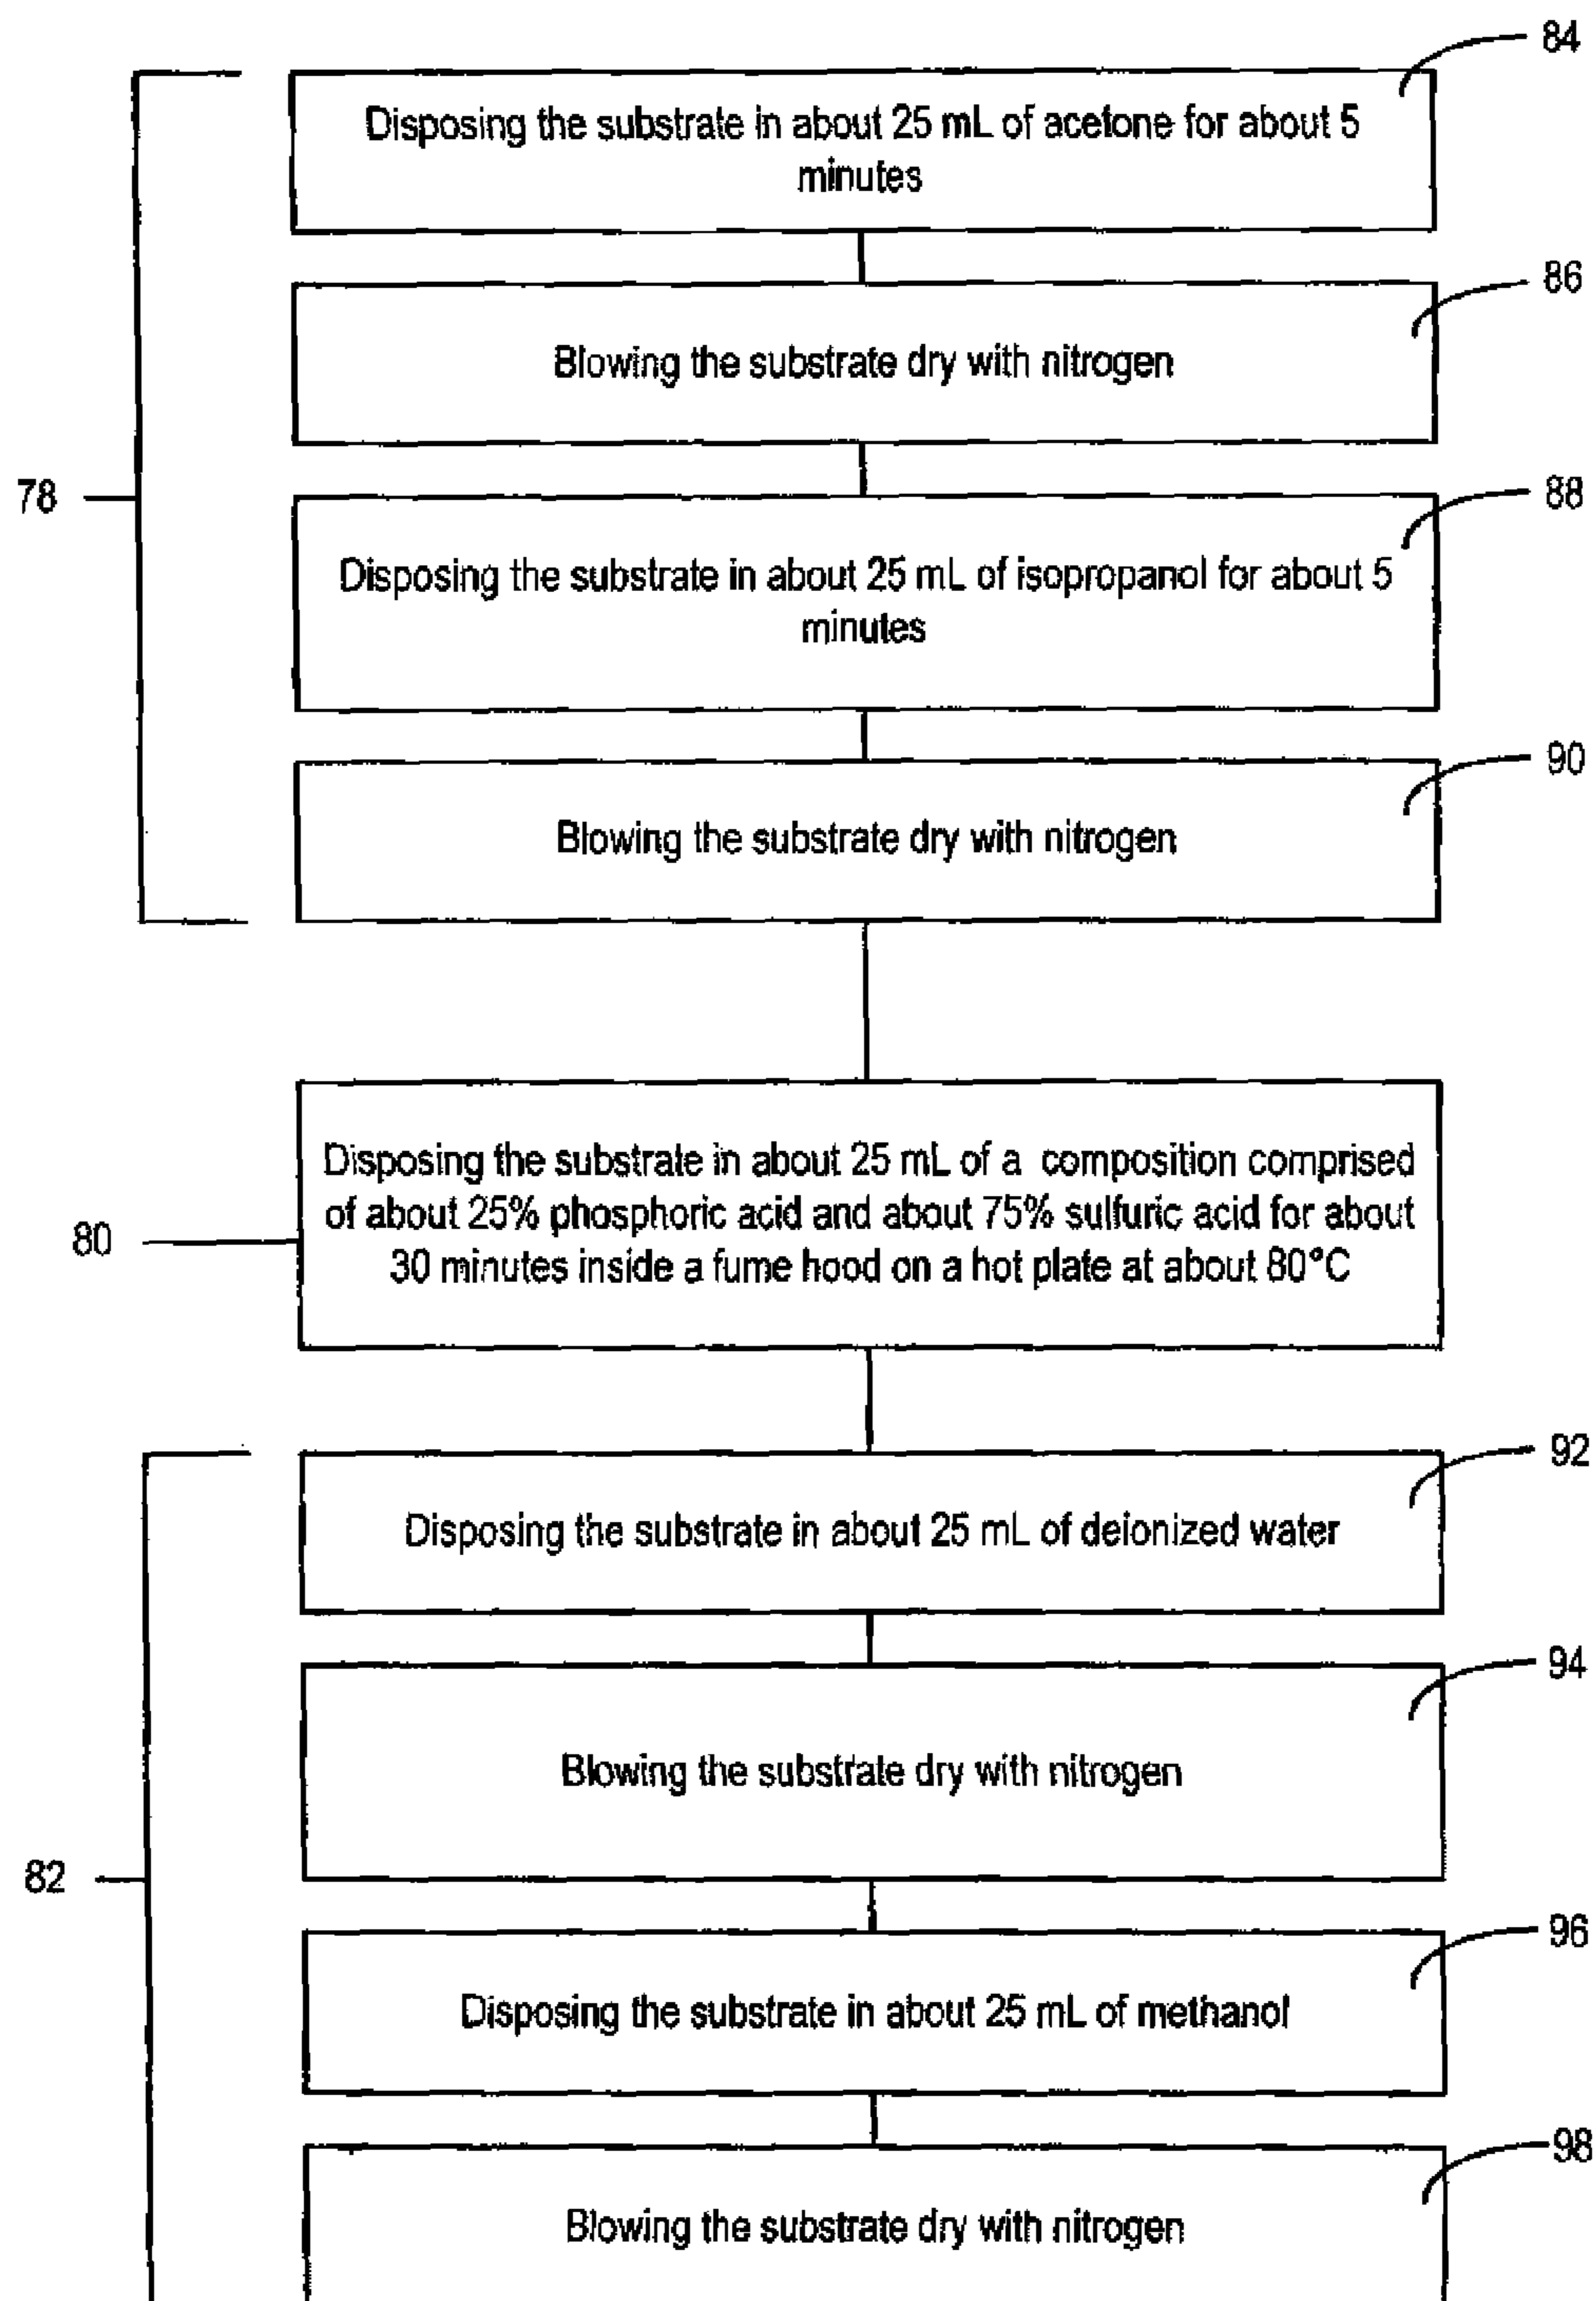 84
Disposing the substrate in about 25 mL of acetone for about 5
minutes
86
Blowing the substrate dry with nitrogen
78
88
Disposing the substrate in about 25 mL of isopropanol for about 5
minutes
90
Blowing the substrate dry with nitrogen
80
Disposing the substrate in about 25 mL of a composition comprised
of about 25% phosphoric acid and about 75% sulfuric acid for about
30 minutes inside a fume hood on a hot plate at about 80°C
92
Disposing the substrate in about 25 mL of deionized water
94
Blowing the substrate dry with nitrogen
82
96
Disposing the substrate in about 25 mL of methanol
98
Blowing the substrate dry with nitrogen